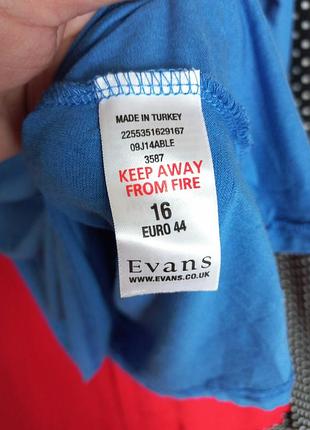 MADE IN TURKEY
2255351629167
09J14ABLE
3587
KEEP AWAY
FROM FIRE
16
EURO 44
Evans
WWW.EVANS.CO.UK